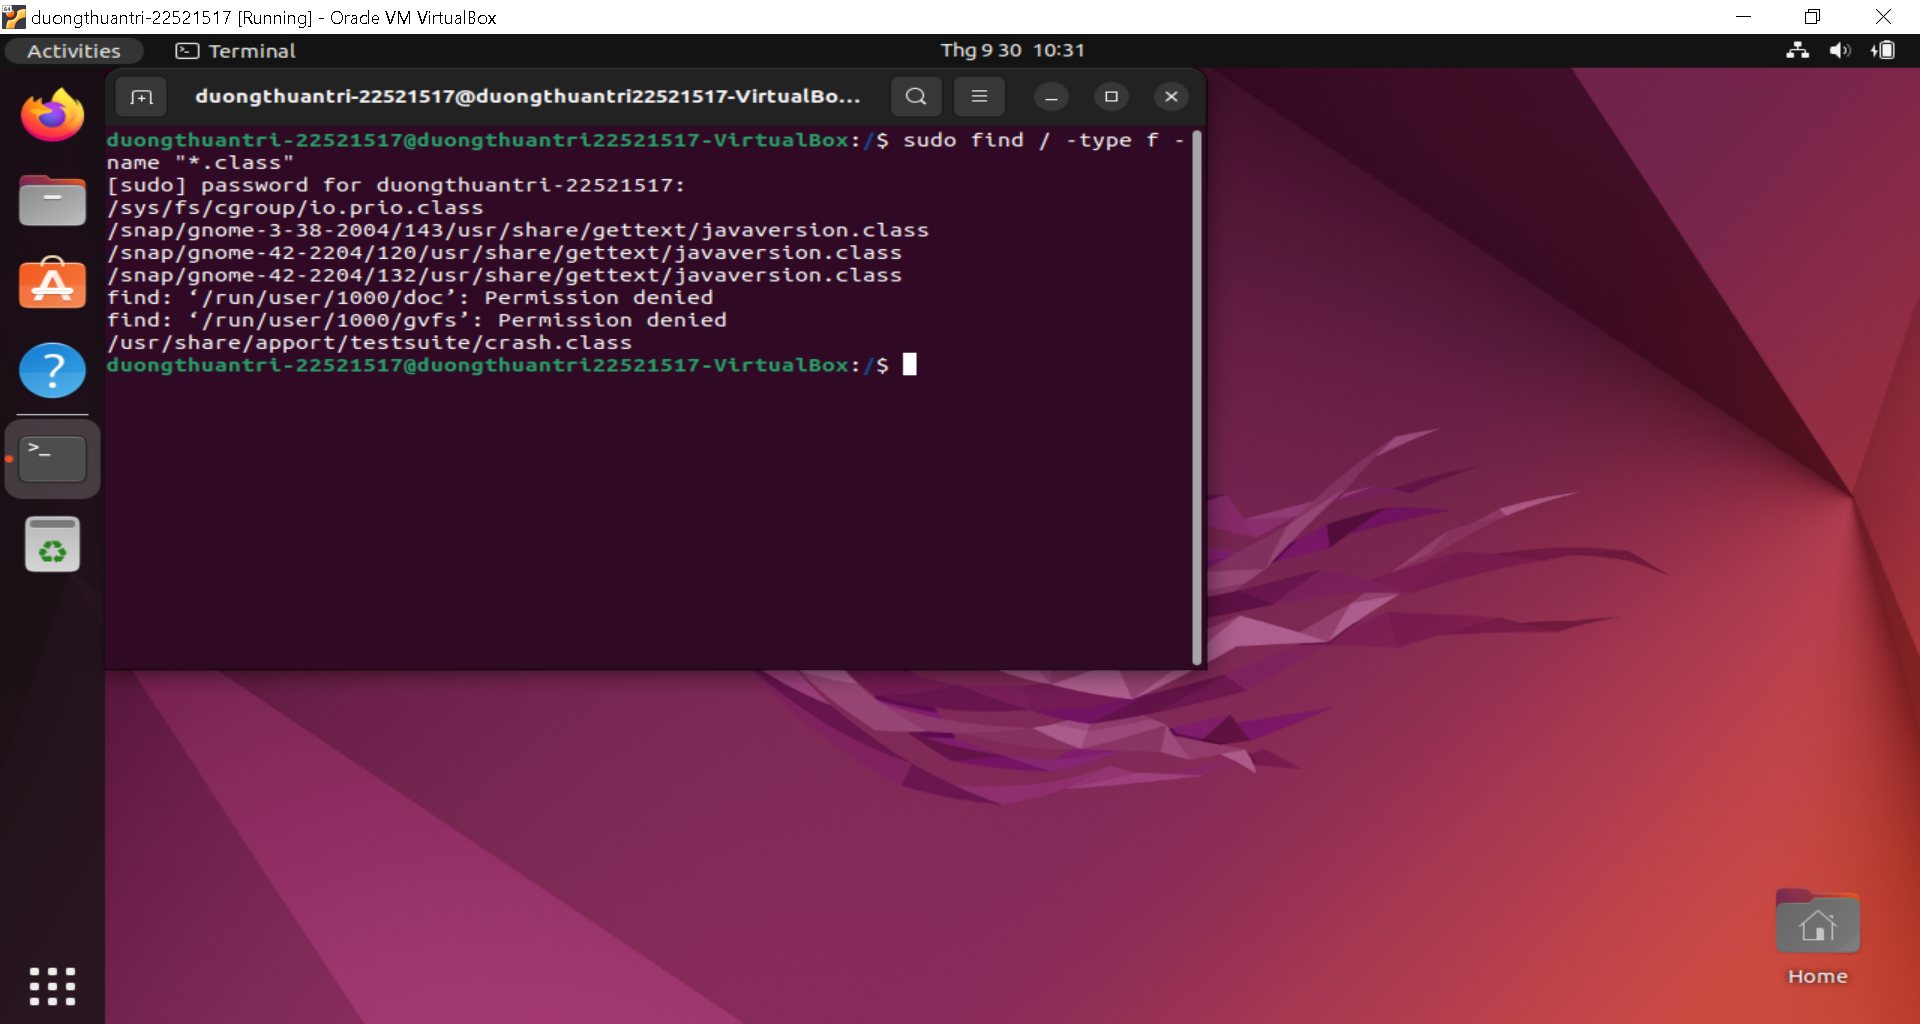 duongthuantri-22521517 [Running] - Oracle VM VirtualBox
Activities
Terminal
Thg 9 30 10:31
duongthuantri-22521517@duongthuantri22521517-VirtualBo...
duongthuantri-22521517@duongthuantri22521517-VirtualBox:/$ sudo find / -type f -
name "*.class"
[sudo] password for duongthuantri-22521517:
/sys/fs/cgroup/io.prio.class
/snap/gnome-3-38-2004/143/usr/share/gettext/javaversion.class
/snap/gnome-42-2204/120/usr/share/gettext/javaversion.class
/snap/gnome-42-2204/132/usr/share/gettext/javaversion.class
find: ‘/run/user/1000/doc’: Permission denied
find: ‘/run/user/1000/gvfs’: Permission denied
/usr/share/apport/testsuite/crash.class
duongthuantri-22521517@duongthuantri22521517-VirtualBox:/$
Home